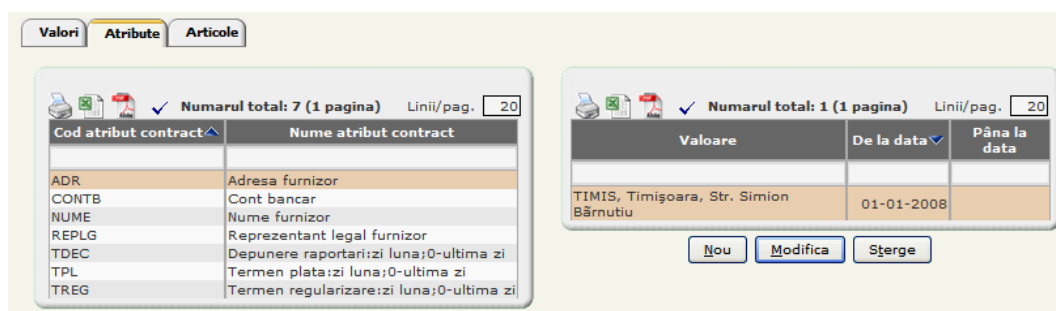 Valori Atribute Articole
Numarul total: 7 (1 pagina) Linii/pag. 20
Cod atribut contract Nume atribut contract
ADR Adresa furnizor
CONTB Cont bancar
NUME Nume furnizor
REPLG Reprezentant legal furnizor
TDEC Depunere raportari:zi luna;0-ultima zi
TPL Termen plata:zi luna;0-ultima zi
TREG Termen regularizare:zi luna;0-ultima zi
Numarul total: 1 (1 pagina) Linii/pag. 20
Valoare De la data Pâna la
data
TIMIS, Timişoara, Str. Simion
Bãrnutiu 01-01-2008
Nou Modifica Sterge